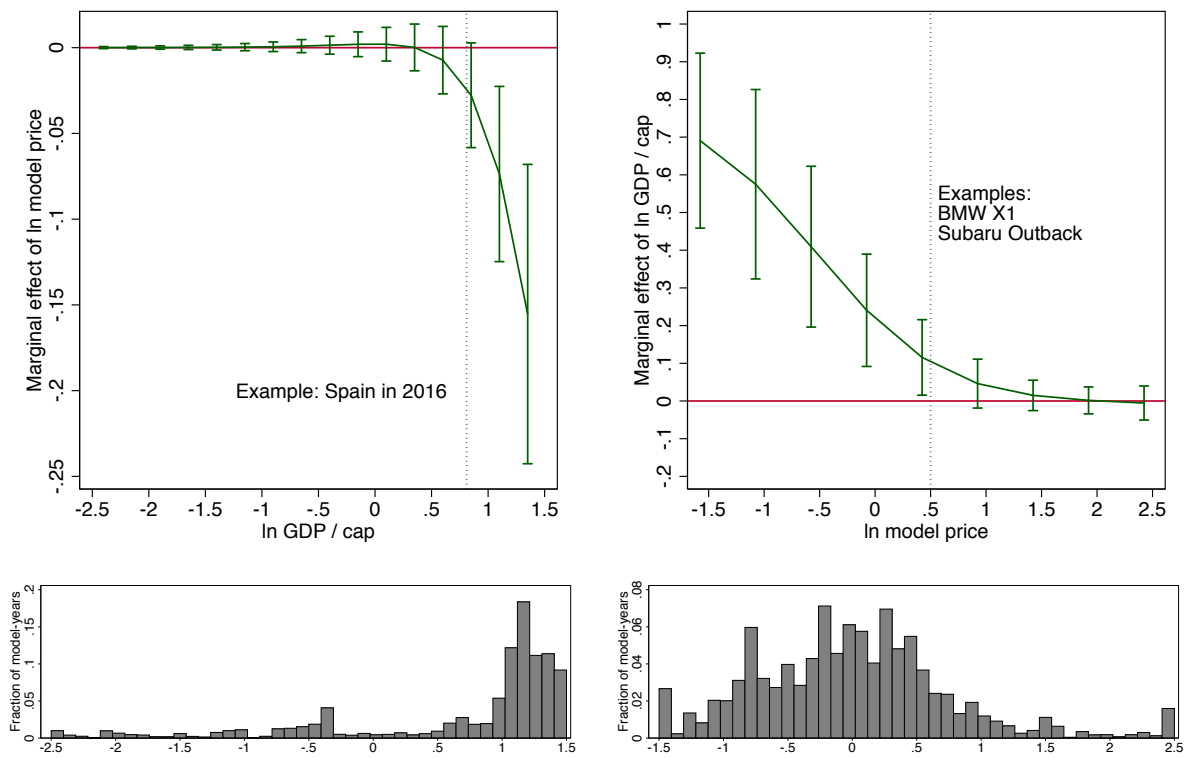 Marginal effect of ln model price
0
-.05
-.1
-.15
-.2
-.25
Example: Spain in 2016
-2.5 -2 -1.5 -1 -.5 0 .5 1 1.5
ln GDP / cap
Marginal effect of ln GDP / cap
1
.9
.8
.7
.6
.5
.4
.3
.2
.1
0
-.1
-.2
Examples:
BMW X1
Subaru Outback
-1.5 -1 -.5 0 .5 1 1.5 2 2.5
ln model price
Fraction of model-years
.2
.15
.1
.05
0
-2.5 -2 -1.5 -1 -.5 0 .5 1 1.5
Fraction of model-years
.08
.06
.04
.02
0
-1.5 -1 -.5 0 .5 1 1.5 2 2.5